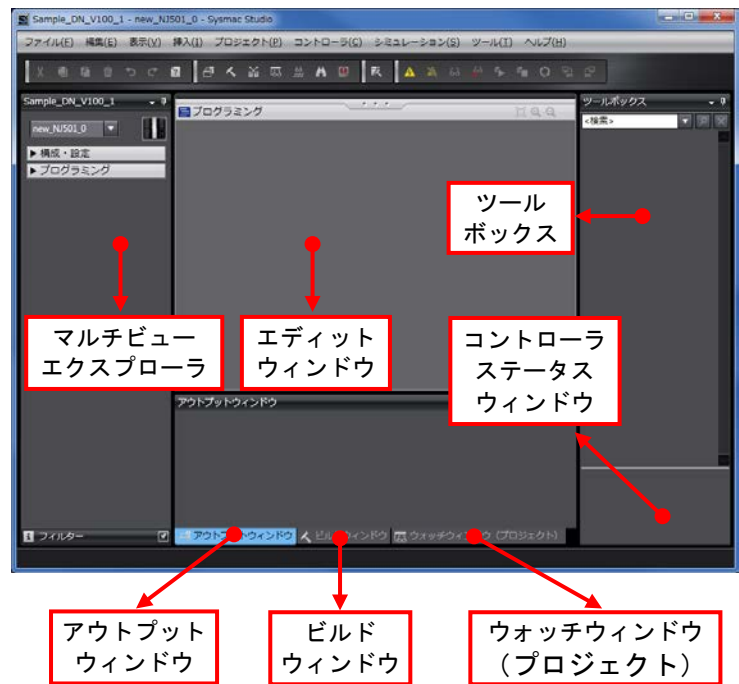 Sample_DN_V100_1 - new_NJ501_0 - Sysmac Studio
ファイル(F) 編集(E) 表示(V) 挿入(I) プロジェクト(P) コントローラ(C) シミュレーション(S) ツール(T) ヘルプ(H)
Sample_DN_V100_1
new_NJ501_0
▶構成・設定
▶プログラミング
プログラミング
ツールボックス
<検索>
ツール
ボックス
マルチビュー
エクスプローラ
エディット
ウィンドウ
コントローラ
ステータス
ウィンドウ
アウトプットウィンドウ
フィルター
アウトプットウィンドウ
ビルドウィンドウ
ウォッチウィンドウ(プロジェクト)
アウトプット
ウィンドウ
ビルド
ウィンドウ
ウォッチウィンドウ
(プロジェクト)